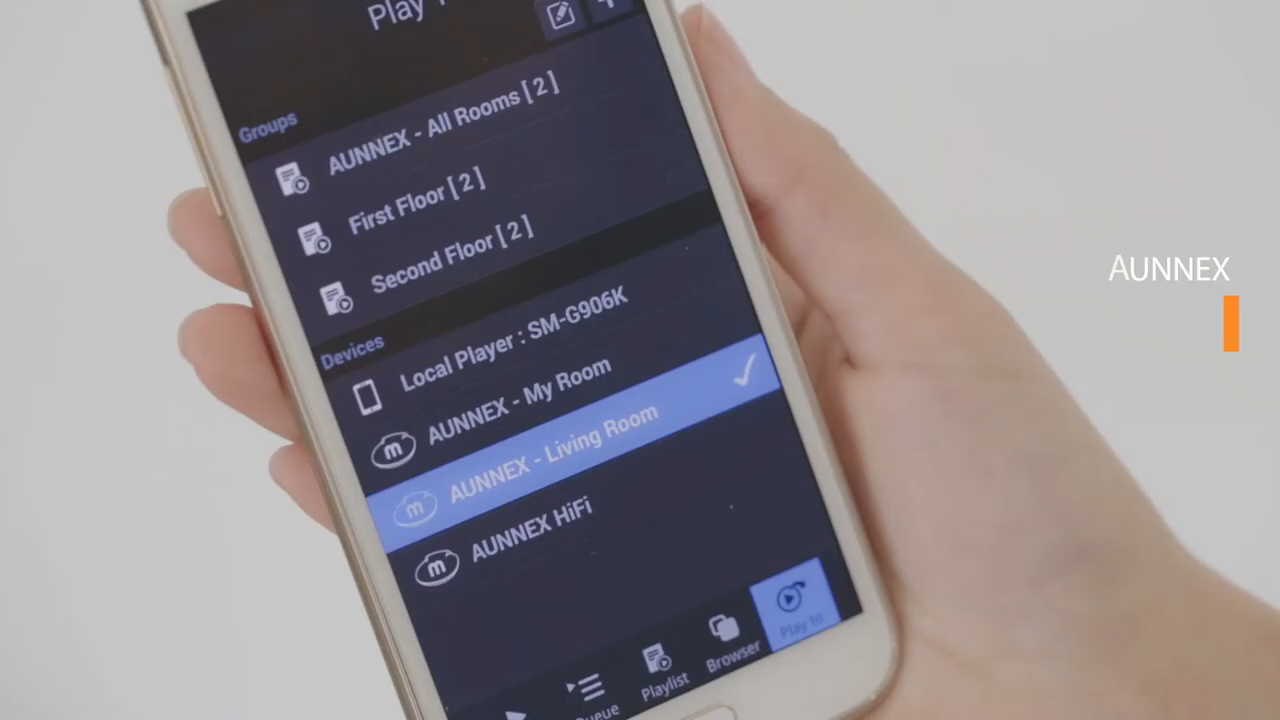 Play
Groups
AUNNEX - All Rooms [ 2 ]
First Floor [ 2 ]
Second Floor [ 2 ]
Devices
Local Player : SM-G906K
AUNNEX - My Room
AUNNEX - Living Room
AUNNEX HiFi
Playlist
Browser
Play to
AUNNEX